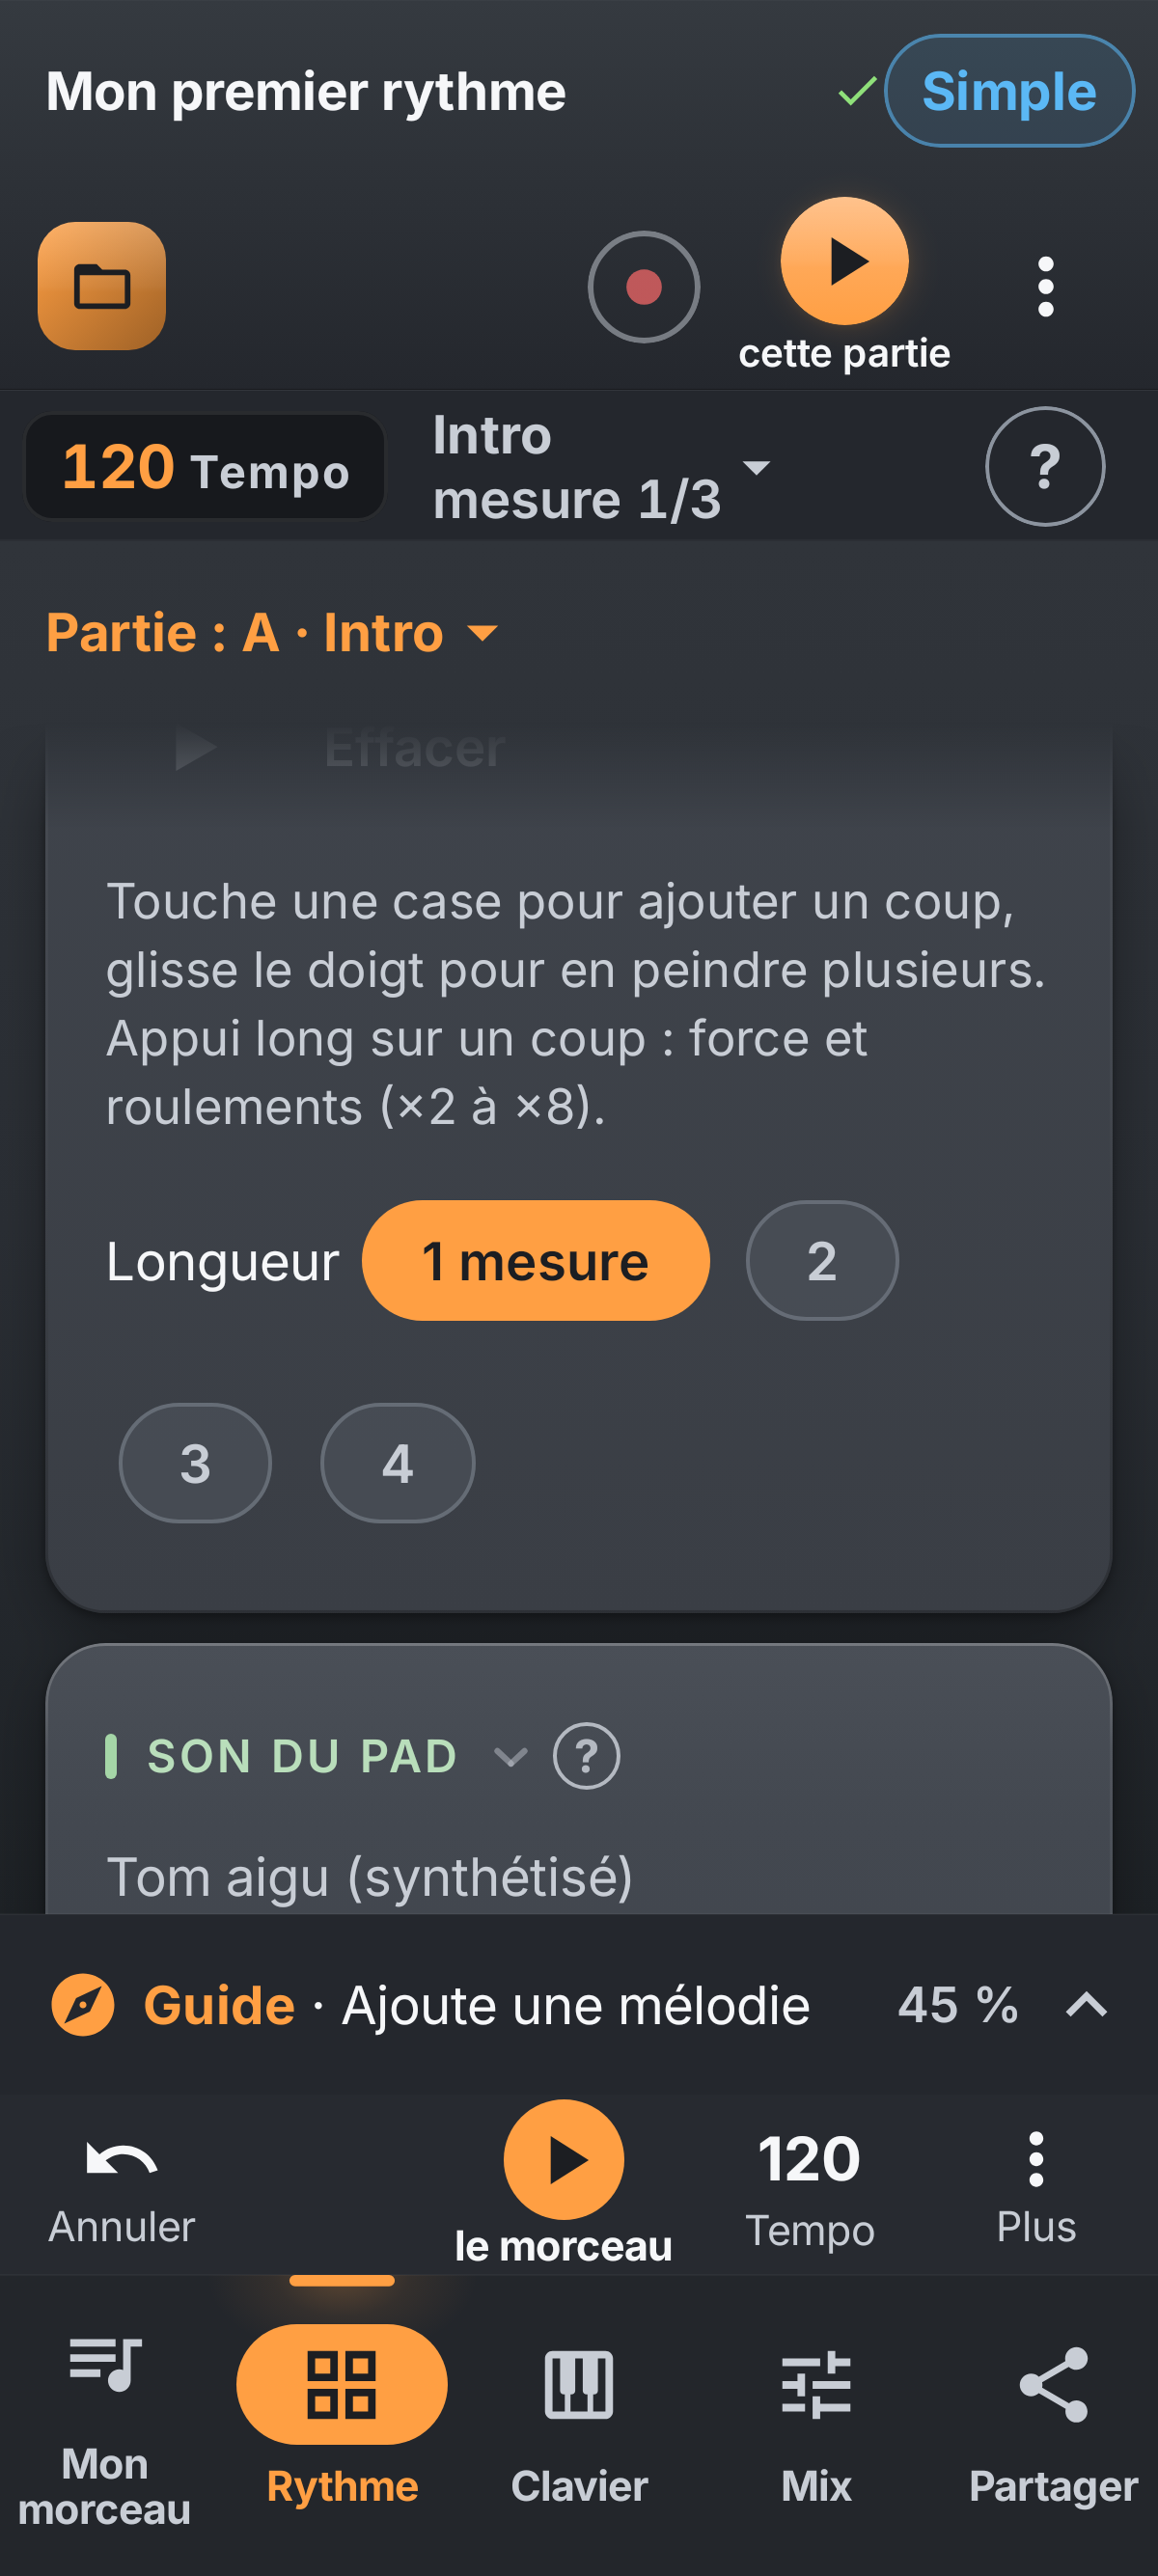 Mon premier rythme
Simple
cette partie
120 Tempo
Intro
mesure 1/3
?
Partie : A · Intro
Effacer
Touche une case pour ajouter un coup,
glisse le doigt pour en peindre plusieurs.
Appui long sur un coup : force et
roulements (×2 à ×8).
Longueur
1 mesure
2
3
4
SON DU PAD
?
Tom aigu (synthétisé)
Guide · Ajoute une mélodie
45 %
Annuler
le morceau
120
Tempo
Plus
Mon
morceau
Rythme
Clavier
Mix
Partager